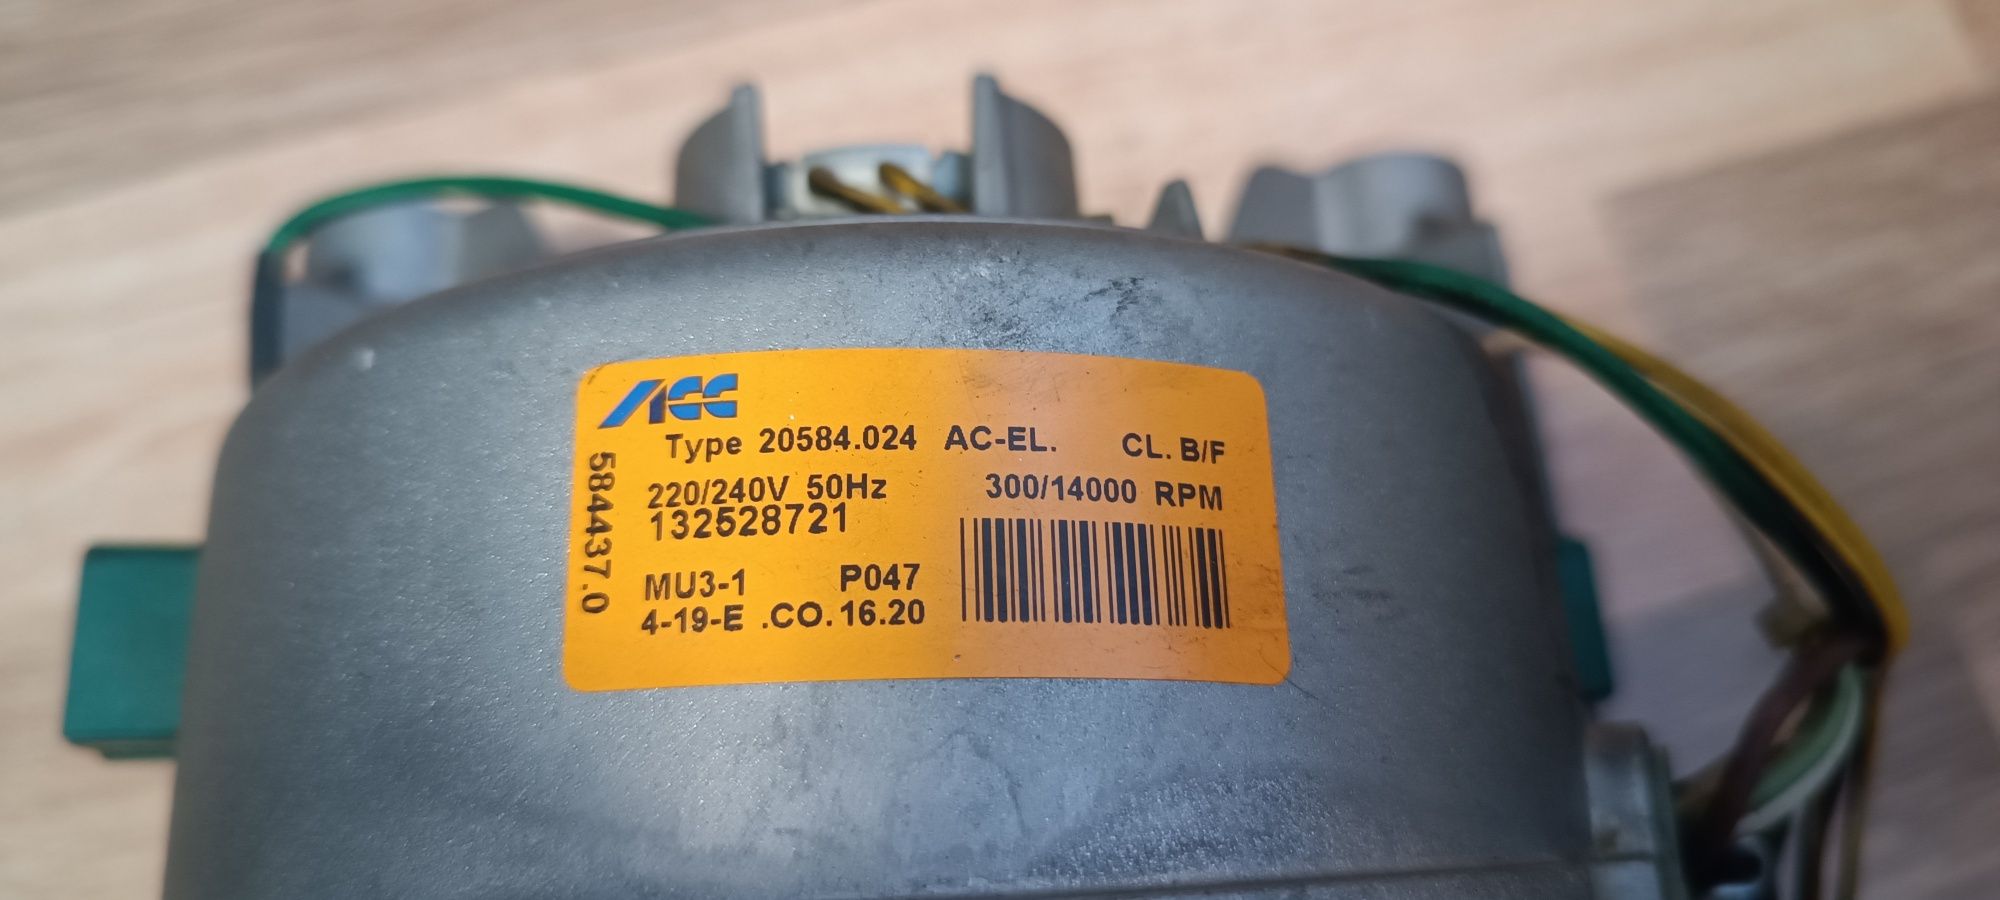 ACC
Type 20584.024 AC-EL. CL. B/F
220/240V 50Hz 300/14000 RPM
132528721
MU3-1 P047
4-19-E .CO. 16.20
584437.0